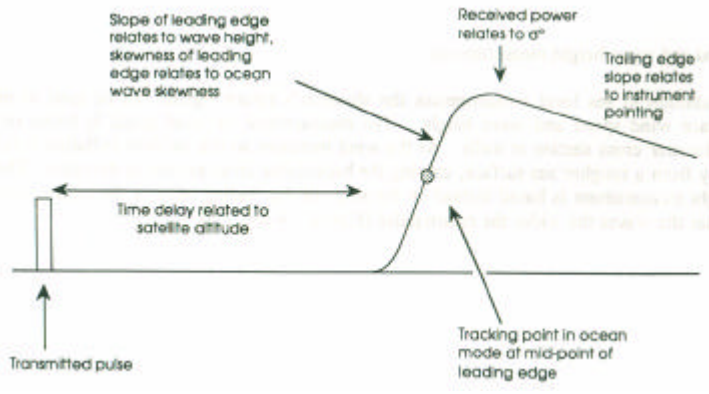 Slope of leading edge
relates to wave height,
skewness of leading
edge relates to ocean
wave skewness
Received power
relates to σ°
Trailing edge
slope relates
to instrument
pointing
Time delay related to
satellite altitude
Transmitted pulse
Tracking point in ocean
mode at mid-point of
leading edge